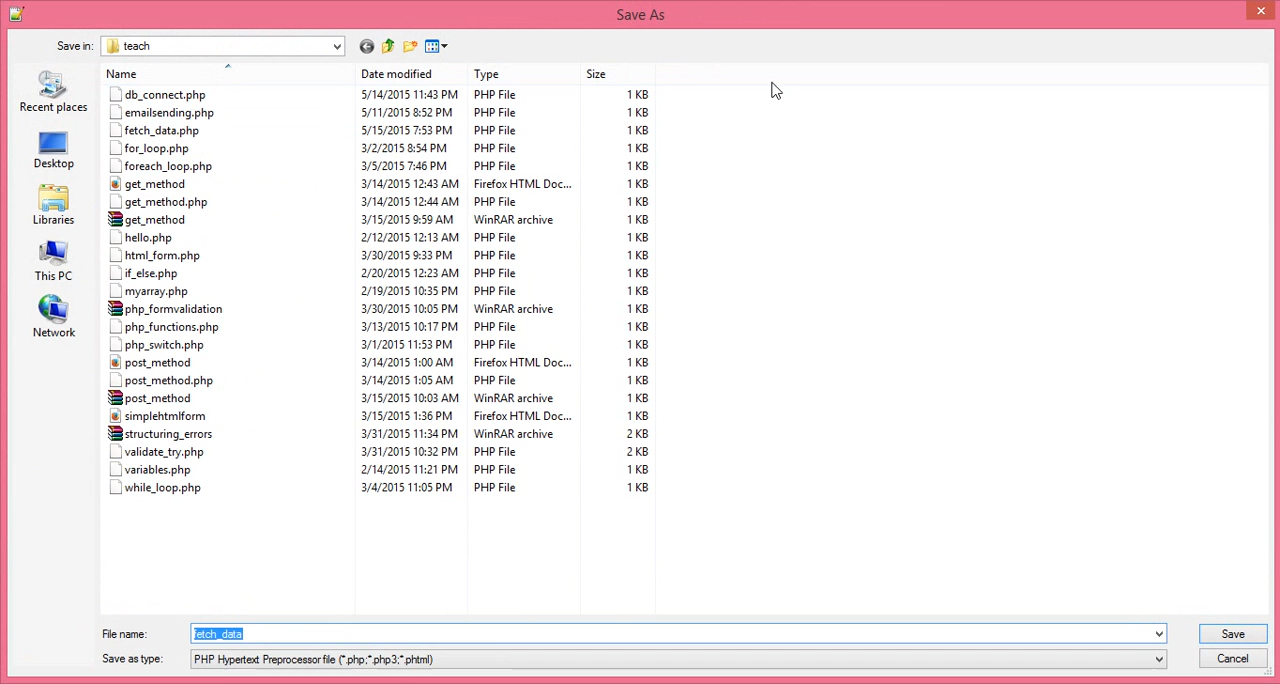 Save As
Save in: teach
Name Date modified Type Size
db_connect.php 5/14/2015 11:43 PM PHP File 1 KB
emailsending.php 5/11/2015 8:52 PM PHP File 1 KB
fetch_data.php 5/15/2015 7:53 PM PHP File 1 KB
for_loop.php 3/2/2015 8:54 PM PHP File 1 KB
foreach_loop.php 3/5/2015 7:46 PM PHP File 1 KB
get_method 3/14/2015 12:43 AM Firefox HTML Doc... 1 KB
get_method.php 3/14/2015 12:44 AM PHP File 1 KB
get_method 3/15/2015 9:59 AM WinRAR archive 1 KB
hello.php 2/12/2015 12:13 AM PHP File 1 KB
html_form.php 3/30/2015 9:33 PM PHP File 1 KB
if_else.php 2/20/2015 12:23 AM PHP File 1 KB
myarray.php 2/19/2015 10:35 PM PHP File 1 KB
php_formvalidation 3/30/2015 10:05 PM WinRAR archive 1 KB
php_functions.php 3/13/2015 10:17 PM PHP File 1 KB
php_switch.php 3/1/2015 11:53 PM PHP File 1 KB
post_method 3/14/2015 1:00 AM Firefox HTML Doc... 1 KB
post_method.php 3/14/2015 1:05 AM PHP File 1 KB
post_method 3/15/2015 10:03 AM WinRAR archive 1 KB
simplehtmlform 3/15/2015 1:36 PM Firefox HTML Doc... 1 KB
structuring_errors 3/31/2015 11:34 PM WinRAR archive 2 KB
validate_try.php 3/31/2015 10:32 PM PHP File 2 KB
variables.php 2/14/2015 11:21 PM PHP File 1 KB
while_loop.php 3/4/2015 11:05 PM PHP File 1 KB
Recent places
Desktop
Libraries
This PC
Network
File name: fetch_data Save
Save as type: PHP Hypertext Preprocessor file (*.php;*.php3;*.phtml) Cancel